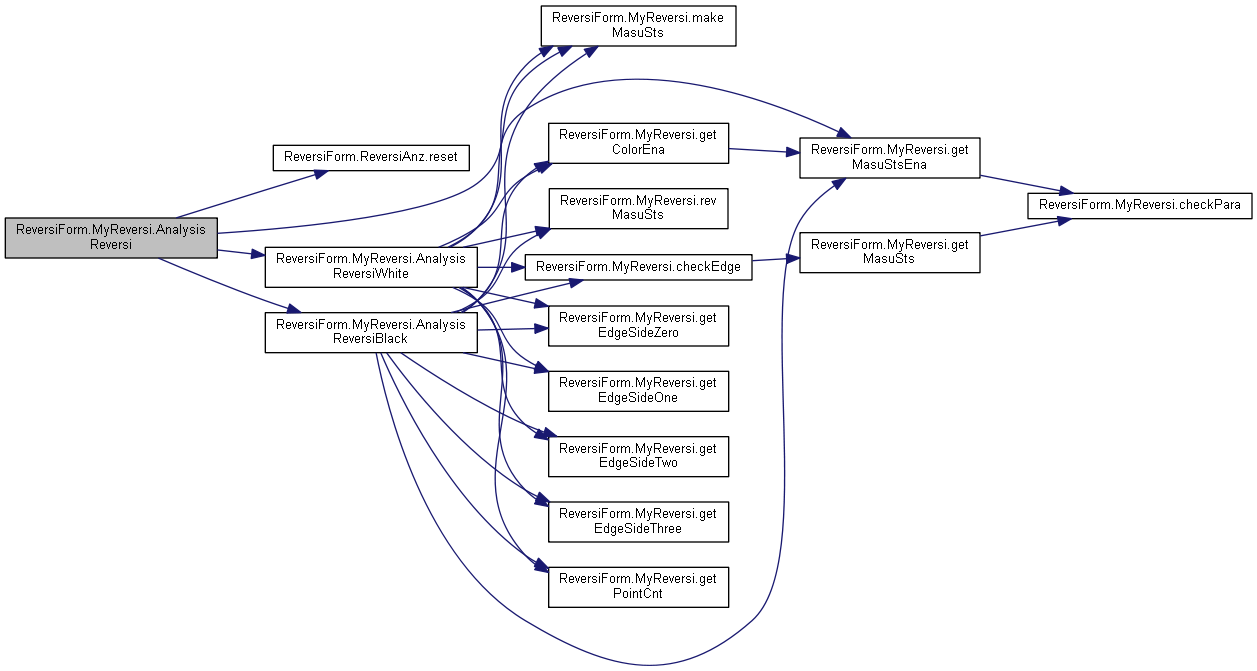 ReversiForm.MyReversi.make
MasuSts
ReversiForm.MyReversi.get
ColorEna
ReversiForm.MyReversi.get
MasuStsEna
ReversiForm.ReversiAnz.reset
ReversiForm.MyReversi.rev
MasuSts
ReversiForm.MyReversi.checkPara
ReversiForm.MyReversi.Analysis
Reversi
ReversiForm.MyReversi.Analysis
ReversiWhite
ReversiForm.MyReversi.checkEdge
ReversiForm.MyReversi.get
MasuSts
ReversiForm.MyReversi.Analysis
ReversiBlack
ReversiForm.MyReversi.get
EdgeSideZero
ReversiForm.MyReversi.get
EdgeSideOne
ReversiForm.MyReversi.get
EdgeSideTwo
ReversiForm.MyReversi.get
EdgeSideThree
ReversiForm.MyReversi.get
PointCnt